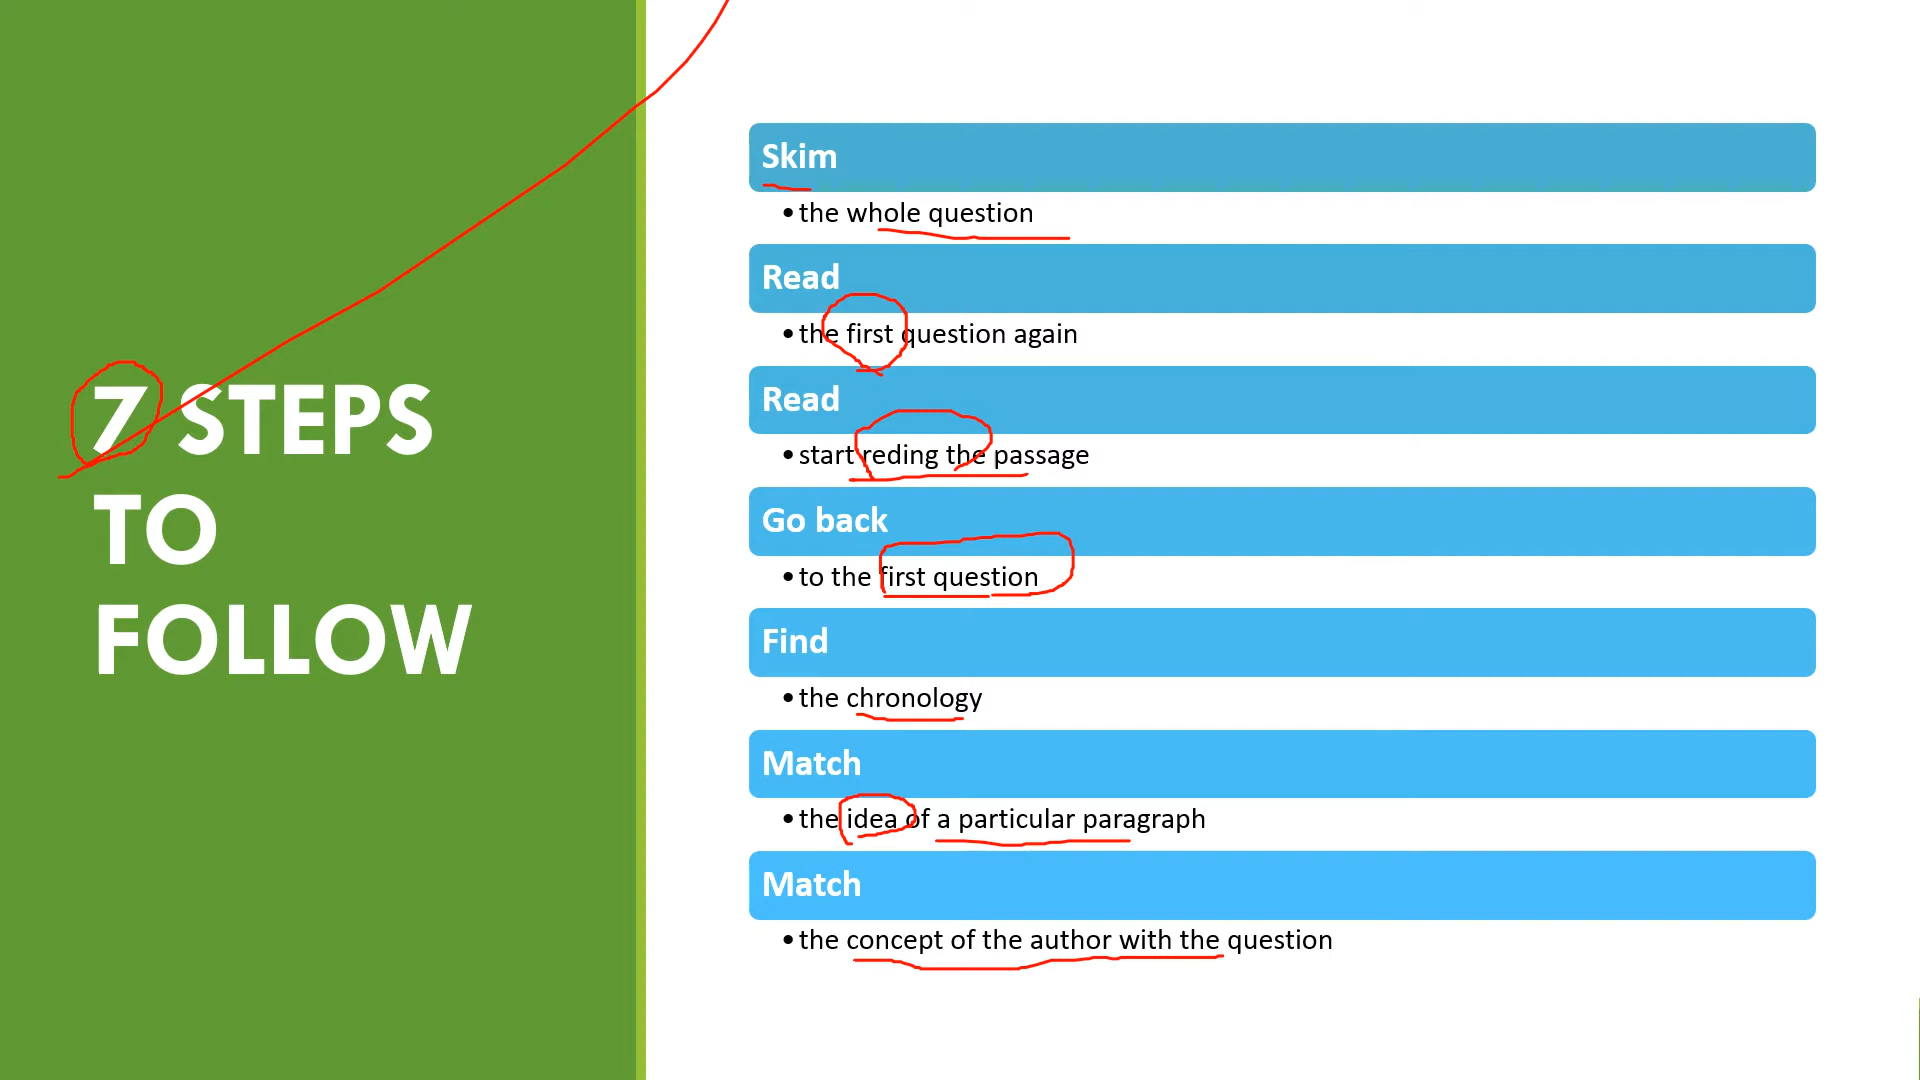 7 STEPS
TO
FOLLOW
Skim
•the whole question
Read
•the first question again
Read
•start reding the passage
Go back
•to the first question
Find
•the chronology
Match
•the idea of a particular paragraph
Match
•the concept of the author with the question